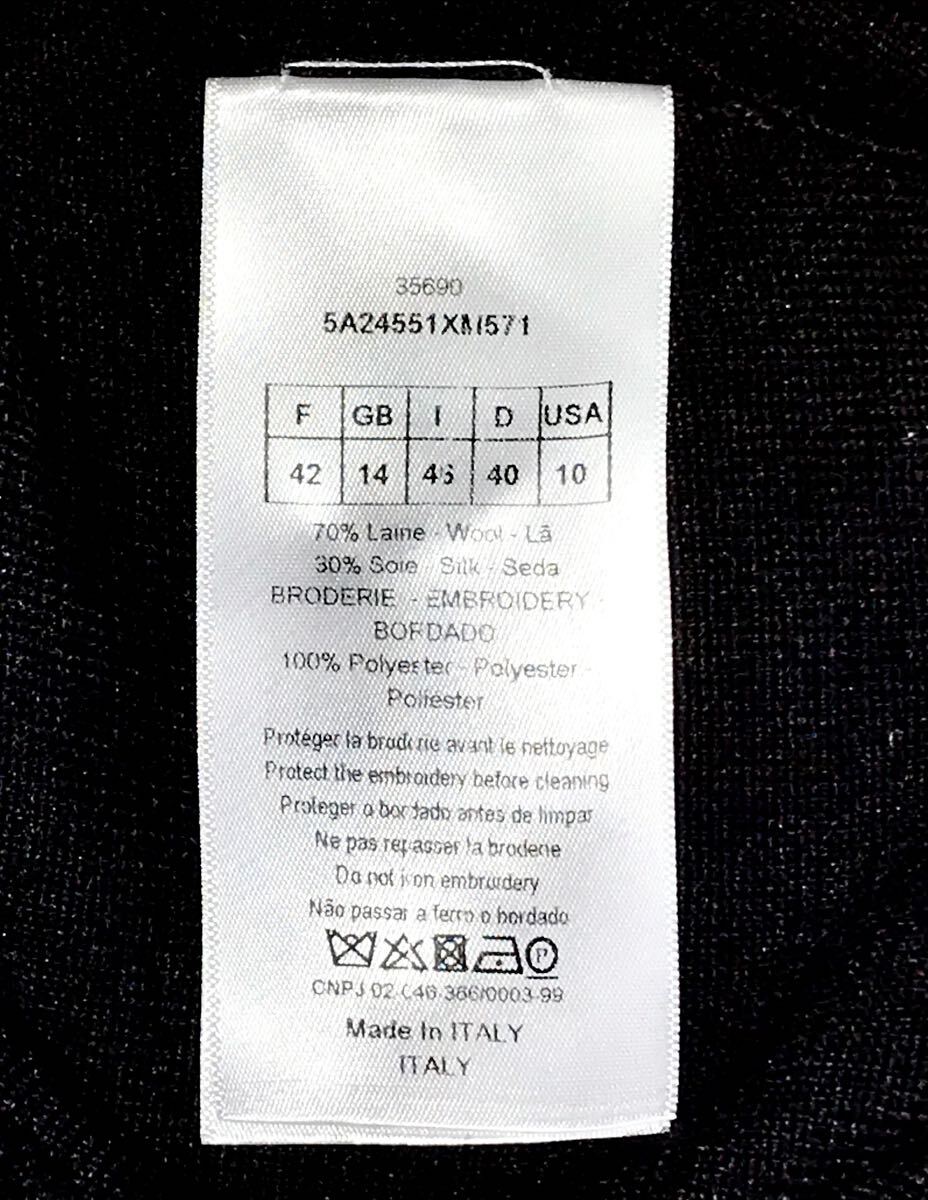 35690
5A24551XM571
F GB I D USA
42 14 46 40 10
70% Laine - Wool - Lã
30% Soie - Silk - Seda
BRODERIE - EMBROIDERY -
BORDADO
100% Polyester - Polyester -
Poliéster
Protéger la broderie avant le nettoyage
Protect the embroidery before cleaning
Proteger o bordado antes de limpar
Ne pas repasser la broderie
Do not iron embroidery
Não passar a ferro o bordado
P
CNPJ 02.046.366/0003-99
Made In ITALY
ITALY